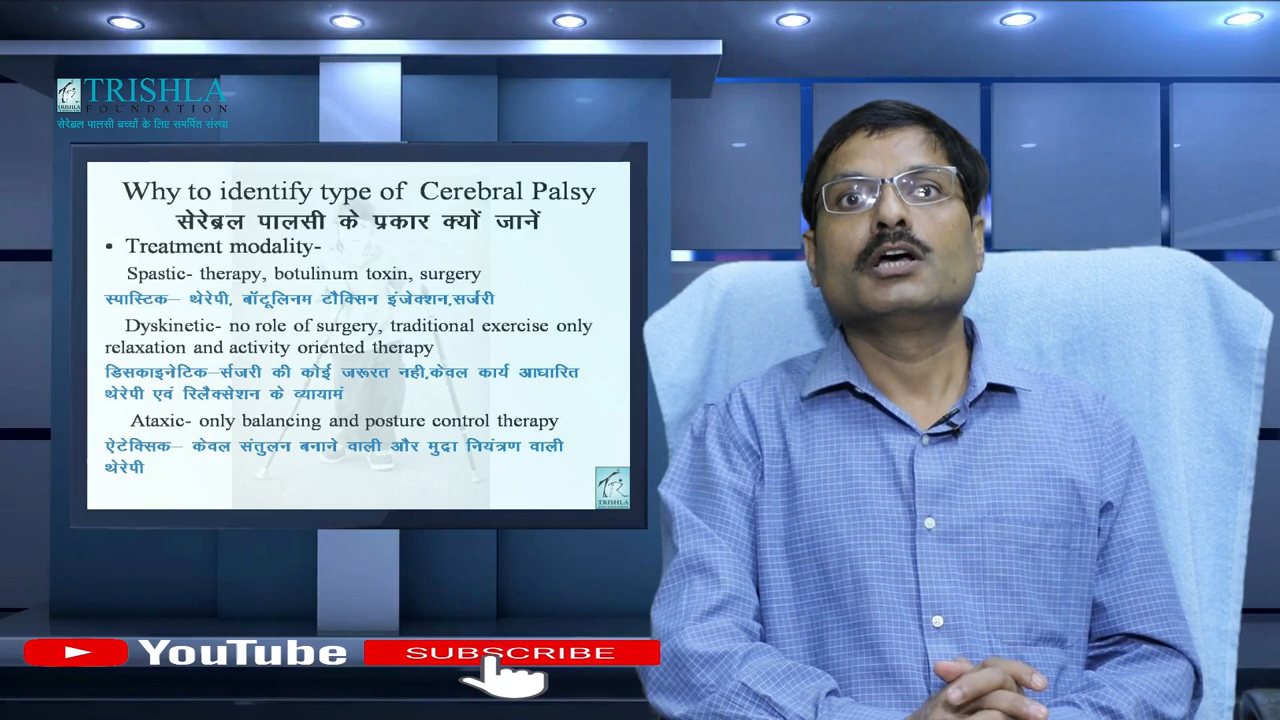 TRISHLA
FOUNDATION
सेरेब्रल पालसी बच्चों के लिए समर्पित संस्था
Why to identify type of Cerebral Palsy
सेरेब्रल पालसी के प्रकार क्यों जानें
• Treatment modality-
Spastic- therapy, botulinum toxin, surgery
स्पास्टिक– थेरेपी, बॉटूलिनम टौक्सिन इंजेक्शन,सर्जरी
Dyskinetic- no role of surgery, traditional exercise only
relaxation and activity oriented therapy
डिसकाइनेटिक–र्सजरी की कोई जरूरत नही,केवल कार्य आधारित
थेरेपी एवं रिलैक्सेशन के व्यायामं
Ataxic- only balancing and posture control therapy
ऐटेक्सिक– केवल संतुलन बनाने वाली और मुद्रा नियंत्रण वाली
थेरेपी
TRISHLA
YouTube
SUBSCRIBE